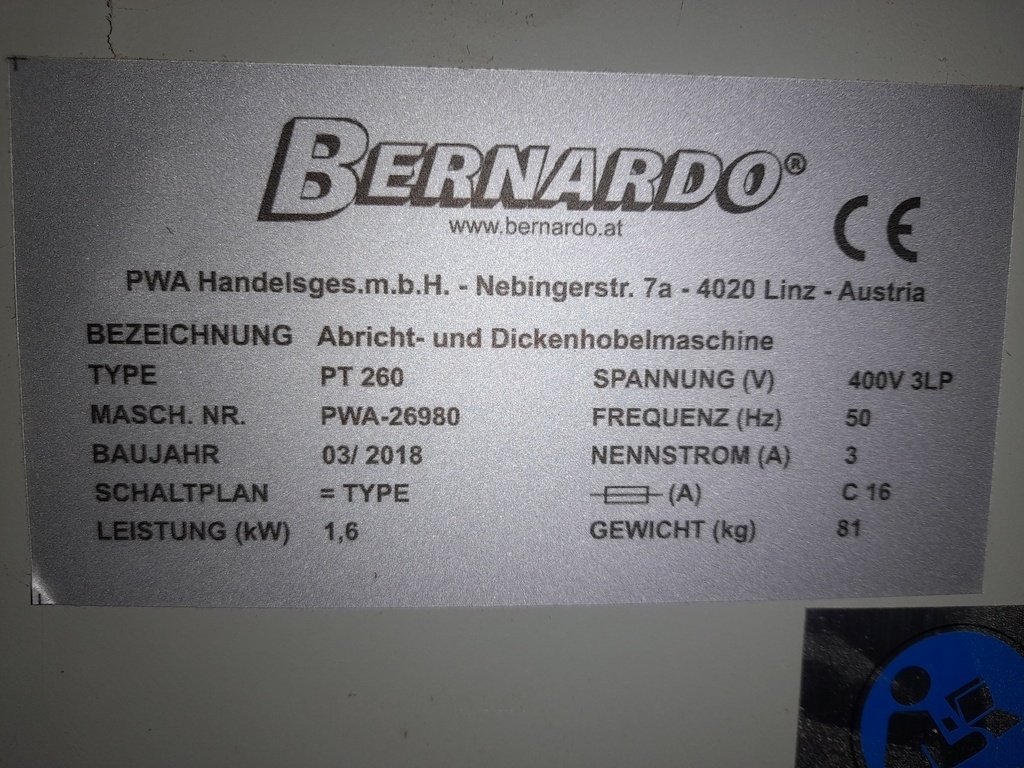 BERNARDO®
www.bernardo.at
CE
PWA Handelsges.m.b.H. - Nebingerstr. 7a - 4020 Linz - Austria
BEZEICHNUNG Abricht- und Dickenhobelmaschine
TYPE PT 260 SPANNUNG (V) 400V 3LP
MASCH. NR. PWA-26980 FREQUENZ (Hz) 50
BAUJAHR 03/ 2018 NENNSTROM (A) 3
SCHALTPLAN = TYPE (A) C 16
LEISTUNG (kW) 1,6 GEWICHT (kg) 81